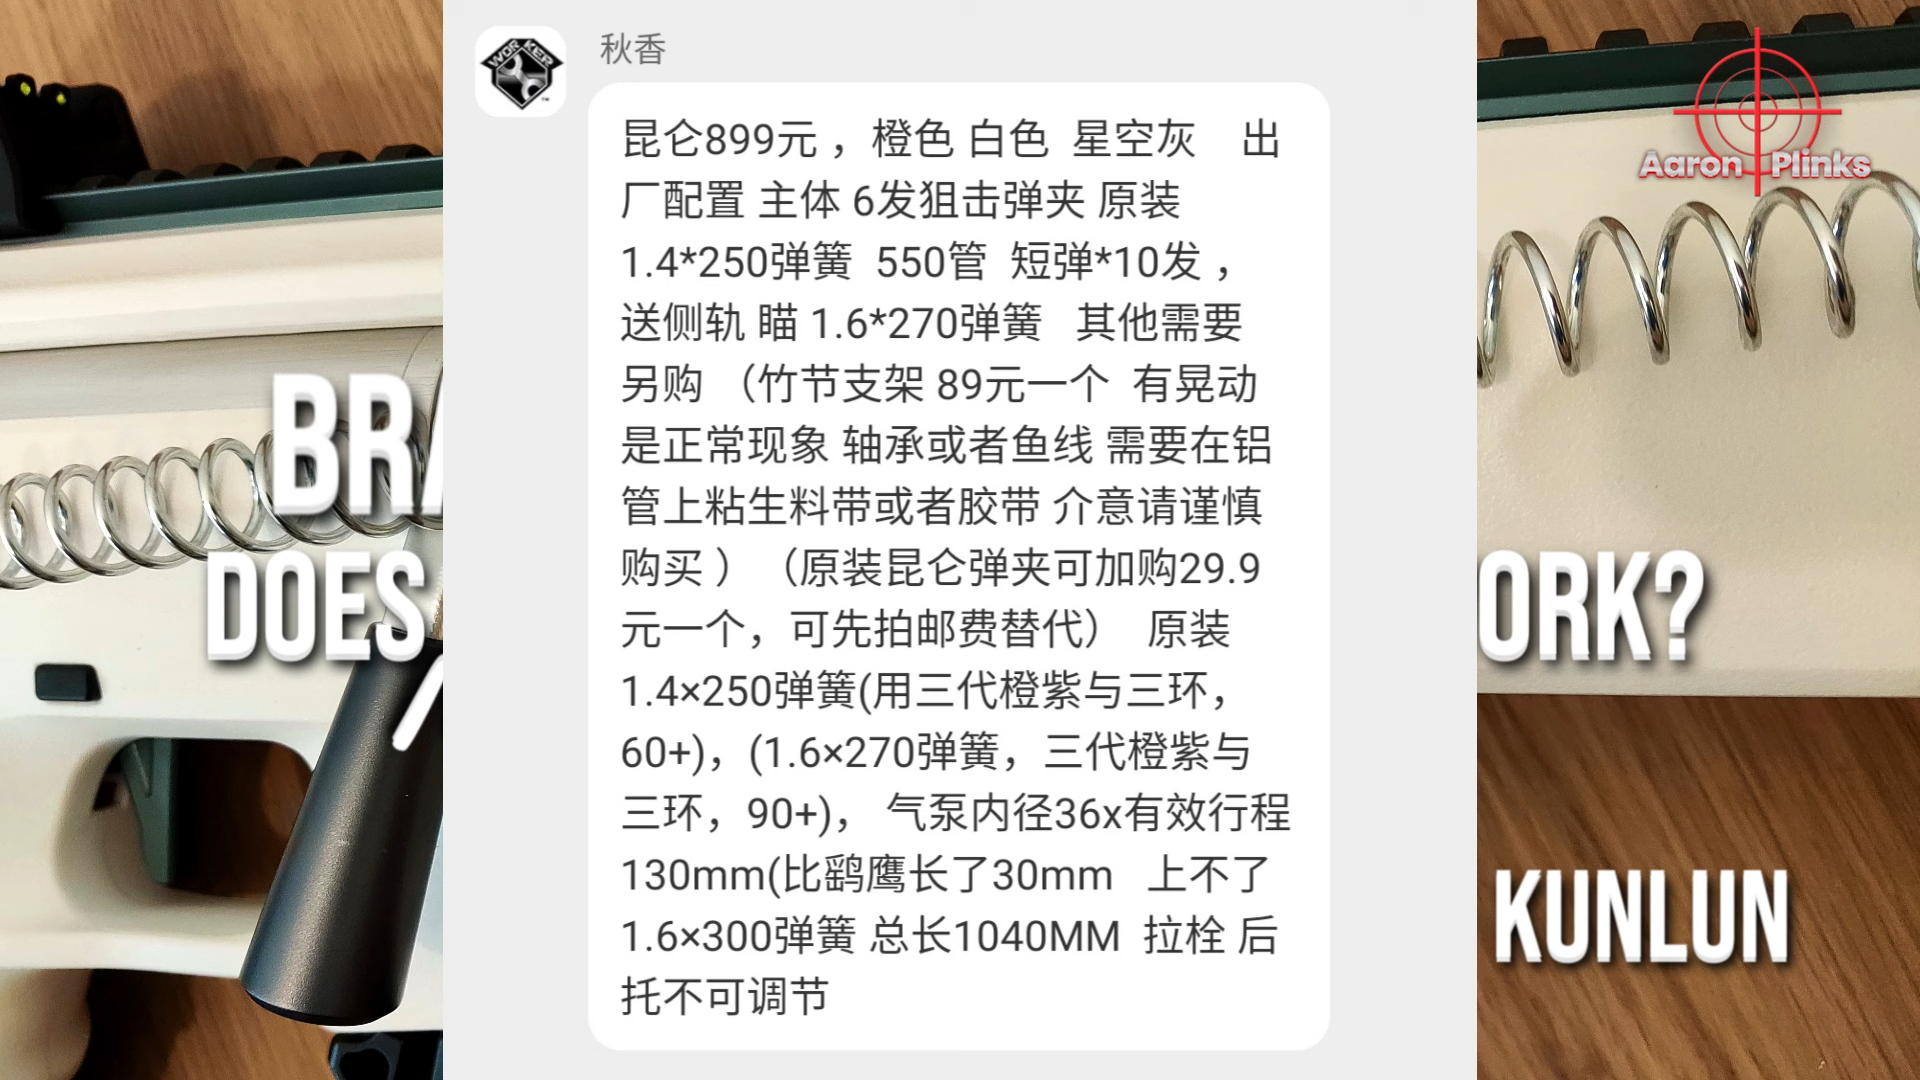 秋香
WORKER
昆仑899元 ，橙色 白色 星空灰 出
厂配置 主体 6发狙击弹夹 原装
1.4*250弹簧 550管 短弹*10发 ，
送侧轨 瞄 1.6*270弹簧 其他需要
另购 （竹节支架 89元一个 有晃动
是正常现象 轴承或者鱼线 需要在铝
管上粘生料带或者胶带 介意请谨慎
购买 ） （原装昆仑弹夹可加购29.9
元一个，可先拍邮费替代） 原装
1.4×250弹簧(用三代橙紫与三环，
60+)，(1.6×270弹簧，三代橙紫与
三环，90+)， 气泵内径36x有效行程
130mm(比鹞鹰长了30mm 上不了
1.6×300弹簧 总长1040MM 拉栓 后
托不可调节
Aaron Plinks
BRA
DOES
ORK?
KUNLUN